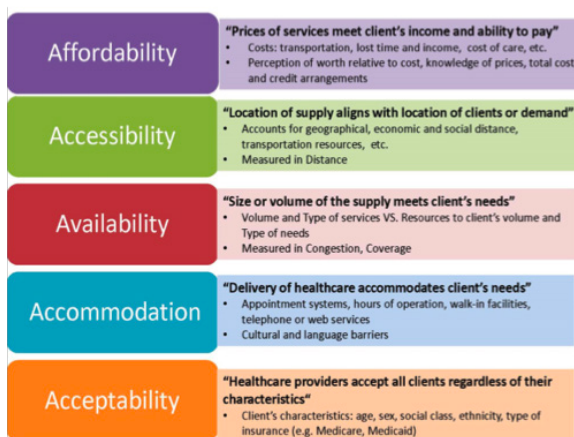 Affordability
“Prices of services meet client’s income and ability to pay”
• Costs: transportation, lost time and income, cost of care, etc.
• Perception of worth relative to cost, knowledge of prices, total cost
and credit arrangements
Accessibility
“Location of supply aligns with location of clients or demand”
• Accounts for geographical, economic and social distance,
transportation resources, etc.
• Measured in Distance
Availability
“Size or volume of the supply meets client’s needs”
• Volume and Type of services VS. Resources to client’s volume and
Type of needs
• Measured in Congestion, Coverage
Accommodation
“Delivery of healthcare accommodates client’s needs”
• Appointment systems, hours of operation, walk-in facilities,
telephone or web services
• Cultural and language barriers
Acceptability
“Healthcare providers accept all clients regardless of their
characteristics“
• Client’s characteristics: age, sex, social class, ethnicity, type of
insurance (e.g. Medicare, Medicaid)